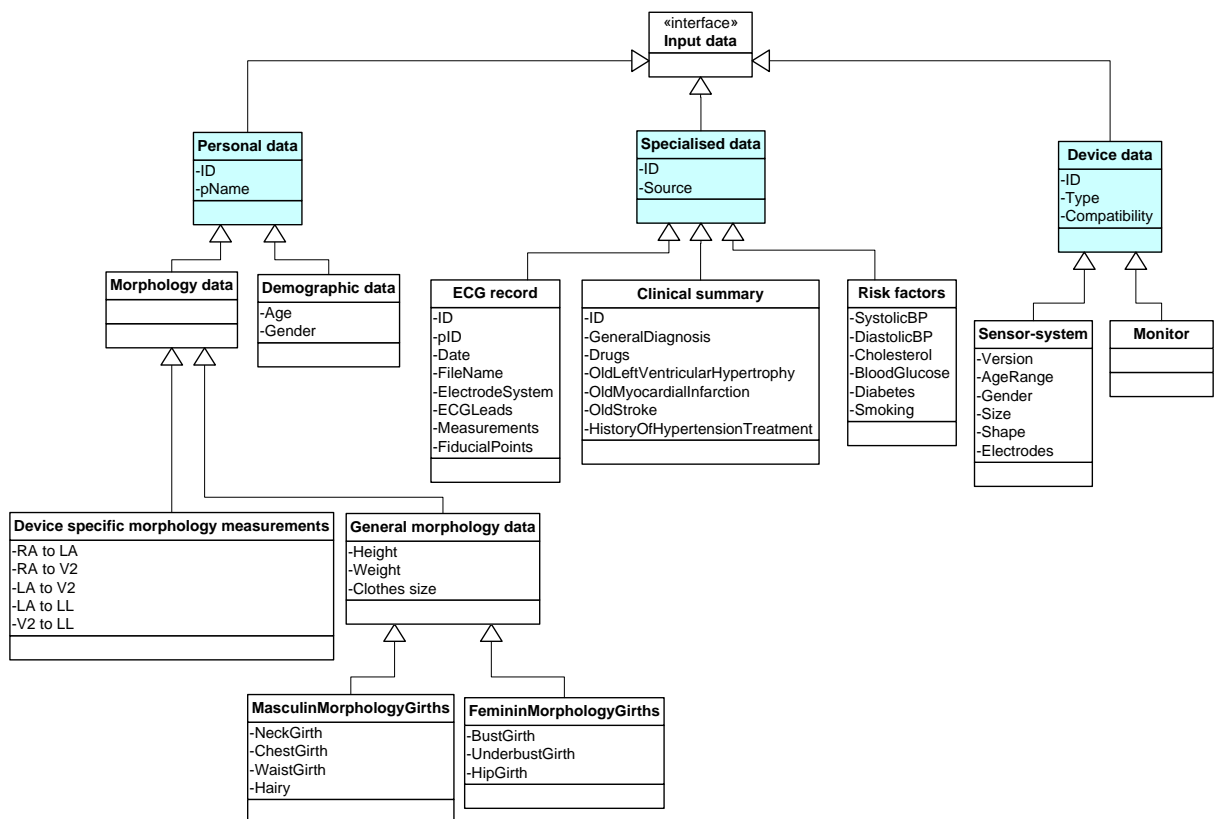 «interface»
Input data
Personal data
-ID
-pName
Specialised data
-ID
-Source
Device data
-ID
-Type
-Compatibility
Morphology data
Demographic data
-Age
-Gender
ECG record
-ID
-pID
-Date
-FileName
-ElectrodeSystem
-ECGLeads
-Measurements
-FiducialPoints
Clinical summary
-ID
-GeneralDiagnosis
-Drugs
-OldLeftVentricularHypertrophy
-OldMyocardialInfarction
-OldStroke
-HistoryOfHypertensionTreatment
Risk factors
-SystolicBP
-DiastolicBP
-Cholesterol
-BloodGlucose
-Diabetes
-Smoking
Sensor-system
-Version
-AgeRange
-Gender
-Size
-Shape
-Electrodes
Monitor
Device specific morphology measurements
-RA to LA
-RA to V2
-LA to V2
-LA to LL
-V2 to LL
General morphology data
-Height
-Weight
-Clothes size
MasculinMorphologyGirths
-NeckGirth
-ChestGirth
-WaistGirth
-Hairy
FemininMorphologyGirths
-BustGirth
-UnderbustGirth
-HipGirth